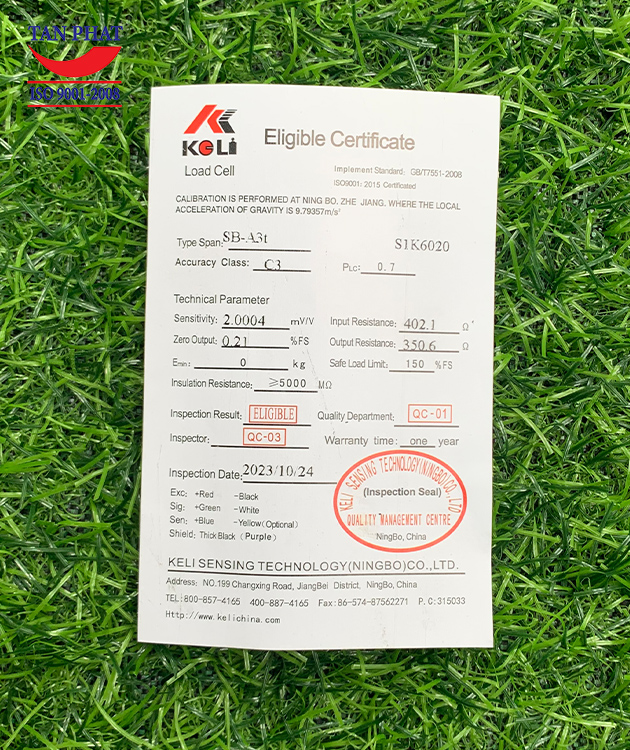 TAN PHAT
ISO 9001-2008
KELI
Load Cell
Eligible Certificate
Implement Standard: GB/T7551-2008
ISO9001: 2015 Certificated
CALIBRATION IS PERFORMED AT NING BO. ZHE JIANG. WHERE THE LOCAL
ACCELERATION OF GRAVITY IS 9.79357m/s²
Type Span: SB-A3t S1K6020
Accuracy Class: C3 PLC: 0.7
Technical Parameter
Sensitivity: 2.0004 mV/V Input Resistance: 402.1 Ω
Zero Output: 0.21 %FS Output Resistance: 350.6 Ω
Emin: 0 kg Safe Load Limit: 150 %FS
Insulation Resistance: ≥5000 MΩ
Inspection Result: ELIGIBLE Quality Department: QC-01
Inspector: QC-03 Warranty time: one year
Inspection Date: 2023/10/24
KELI SENSING TECHNOLOGY(NINGBO)CO.,LTD
(Inspection Seal)
QUALITY MANAGEMENT CENTRE
NingBo, China
Exc: +Red -Black
Sig: +Green -White
Sen: +Blue -Yellow(Optional)
Shield: Thick Black (Purple)
KELI SENSING TECHNOLOGY(NINGBO)CO.,LTD.
Address: NO.199 Changxing Road, JiangBei District, NingBo, China
TEL:800-857-4165 400-887-4165 Fax:86-574-87562271 P.C:315033
Http://www.kelichina.com